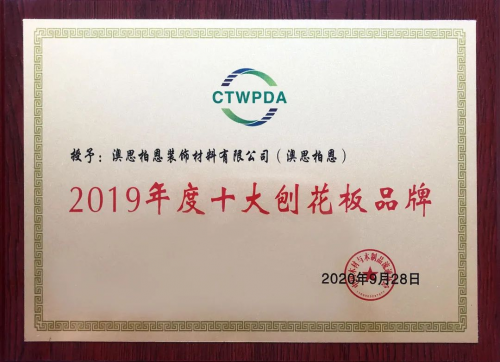 CTWPDA
授予：澳思柏恩装饰材料有限公司（澳思柏恩）
2019年度十大刨花板品牌
2020年9月28日